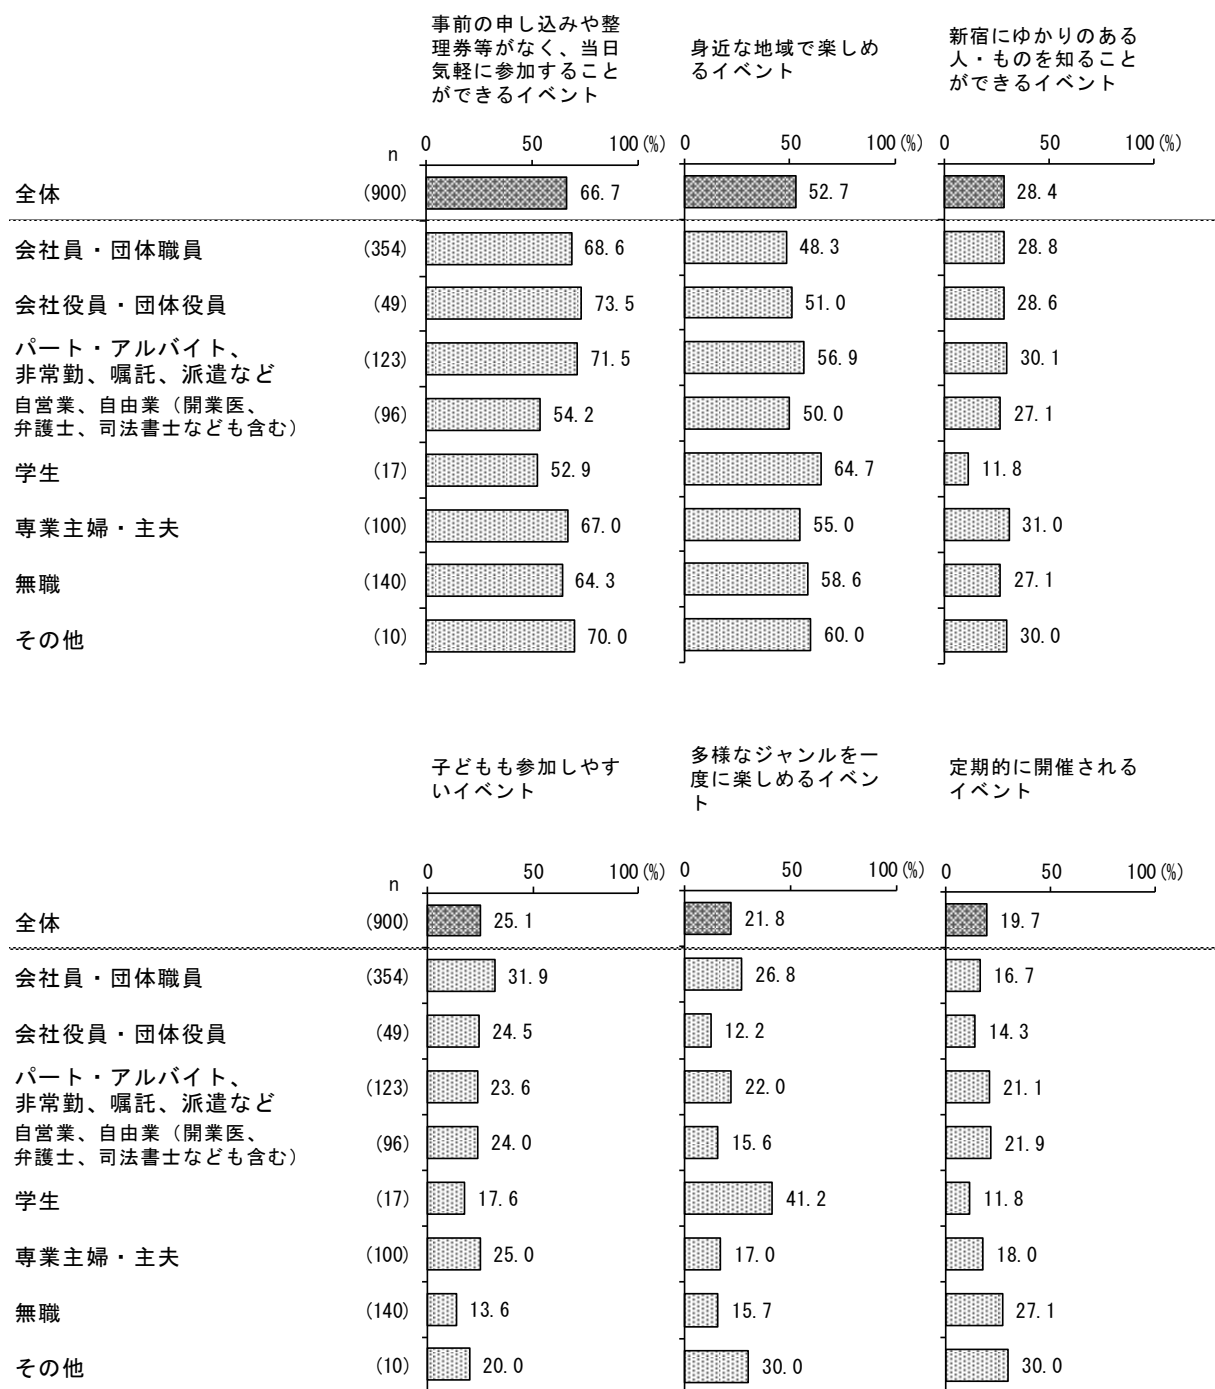 事前の申し込みや整
理券等がなく、当日
気軽に参加すること
ができるイベント
身近な地域で楽しめ
るイベント
新宿にゆかりのある
人・ものを知ること
ができるイベント
n 0 50 100(%) 0 50 100(%) 0 50 100(%)
全体 (900) 66.7 52.7 28.4
会社員・団体職員 (354) 68.6 48.3 28.8
会社役員・団体役員 (49) 73.5 51.0 28.6
パート・アルバイト、
非常勤、嘱託、派遣など (123) 71.5 56.9 30.1
自営業、自由業（開業医、
弁護士、司法書士なども含む） (96) 54.2 50.0 27.1
学生 (17) 52.9 64.7 11.8
専業主婦・主夫 (100) 67.0 55.0 31.0
無職 (140) 64.3 58.6 27.1
その他 (10) 70.0 60.0 30.0
子どもも参加しやす
いイベント
多様なジャンルを一
度に楽しめるイベン
ト
定期的に開催される
イベント
n 0 50 100(%) 0 50 100(%) 0 50 100(%)
全体 (900) 25.1 21.8 19.7
会社員・団体職員 (354) 31.9 26.8 16.7
会社役員・団体役員 (49) 24.5 12.2 14.3
パート・アルバイト、
非常勤、嘱託、派遣など (123) 23.6 22.0 21.1
自営業、自由業（開業医、
弁護士、司法書士なども含む） (96) 24.0 15.6 21.9
学生 (17) 17.6 41.2 11.8
専業主婦・主夫 (100) 25.0 17.0 18.0
無職 (140) 13.6 15.7 27.1
その他 (10) 20.0 30.0 30.0